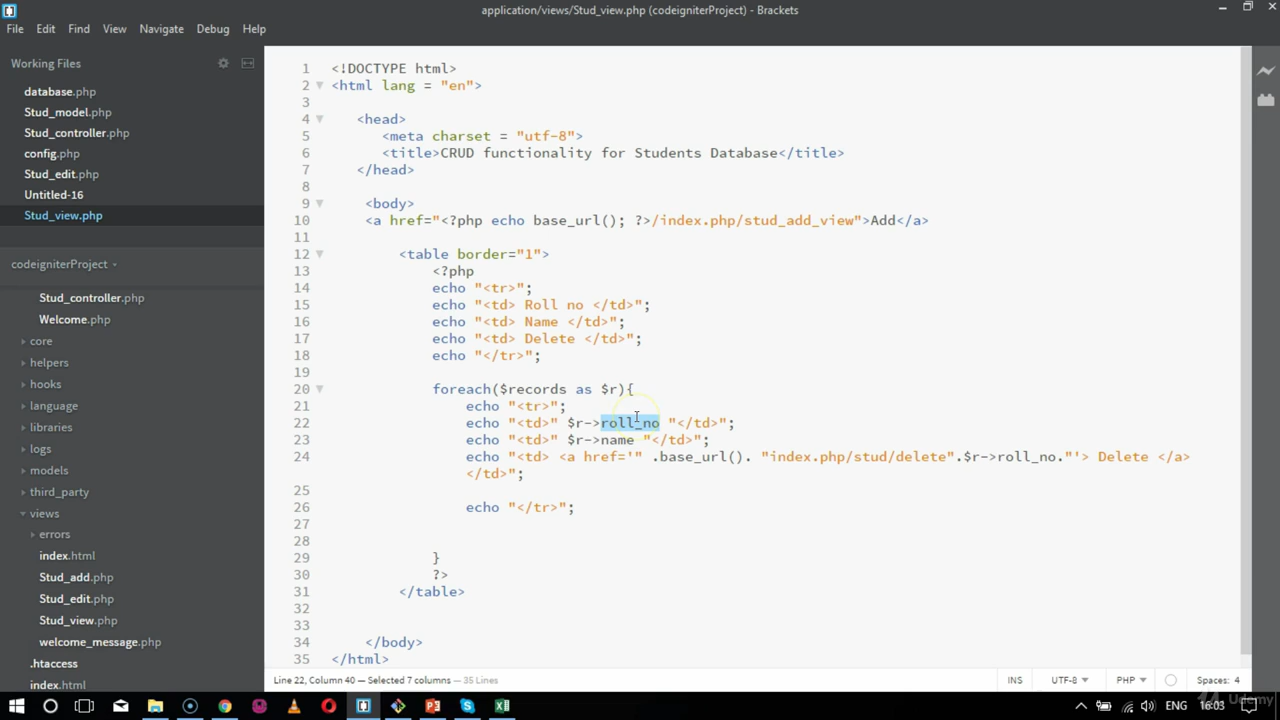 application/views/Stud_view.php (codeigniterProject) - Brackets
File Edit Find View Navigate Debug Help
Working Files
database.php
Stud_model.php
Stud_controller.php
config.php
Stud_edit.php
Untitled-16
Stud_view.php
codeigniterProject
Stud_controller.php
Welcome.php
core
helpers
hooks
language
libraries
logs
models
third_party
views
errors
index.html
Stud_add.php
Stud_edit.php
Stud_view.php
welcome_message.php
.htaccess
index.html
1 <!DOCTYPE html>
2 <html lang = "en">
3
4 <head>
5 <meta charset = "utf-8">
6 <title>CRUD functionality for Students Database</title>
7 </head>
8
9 <body>
10 <a href="<?php echo base_url(); ?>/index.php/stud_add_view">Add</a>
11
12 <table border="1">
13 <?php
14 echo "<tr>";
15 echo "<td> Roll no </td>";
16 echo "<td> Name </td>";
17 echo "<td> Delete </td>";
18 echo "</tr>";
19
20 foreach($records as $r){
21 echo "<tr>";
22 echo "<td>" $r->roll_no "</td>";
23 echo "<td>" $r->name "</td>";
24 echo "<td> <a href='" .base_url(). "index.php/stud/delete".$r->roll_no."'> Delete </a>
</td>";
25
26 echo "</tr>";
27
28
29 }
30 ?>
31 </table>
32
33
34 </body>
35 </html>
Line 22, Column 40 — Selected 7 columns — 35 Lines
INS UTF-8 PHP Spaces: 4
ENG 16:03
Udemy